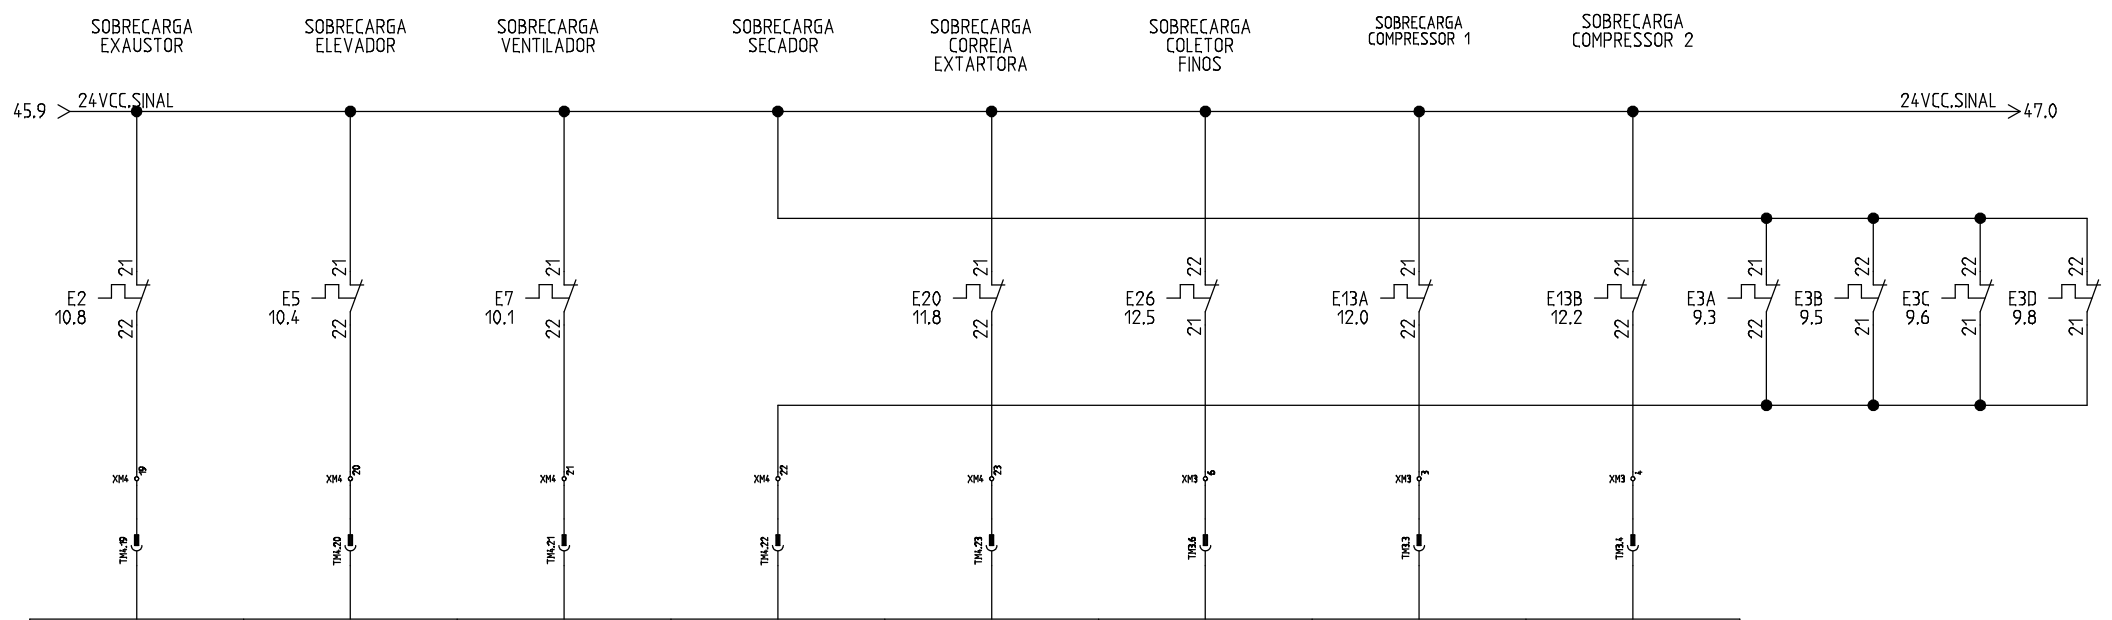 SOBRECARGA
EXAUSTOR
SOBRECARGA
ELEVADOR
SOBRECARGA
VENTILADOR
SOBRECARGA
SECADOR
SOBRECARGA
CORREIA
EXTARTORA
SOBRECARGA
COLETOR
FINOS
SOBRECARGA
COMPRESSOR 1
SOBRECARGA
COMPRESSOR 2
45.9
24VCC.SINAL
24VCC.SINAL
47.0
21
E2
10.8
22
21
E5
10.4
22
21
E7
10.1
22
21
E20
11.8
22
22
E26
12.5
21
21
E13A
12.0
22
21
E13B
12.2
22
21
E3A
9.3
22
22
E3B
9.5
21
22
E3C
9.6
21
22
E3D
9.8
21
XM4 19
XM4 20
XM4 21
XM4 22
XM4 23
XM3 6
XM3 3
XM3 4
TM4.19
TM4.20
TM4.21
TM4.22
TM4.23
TM3.6
TM3.3
TM3.4